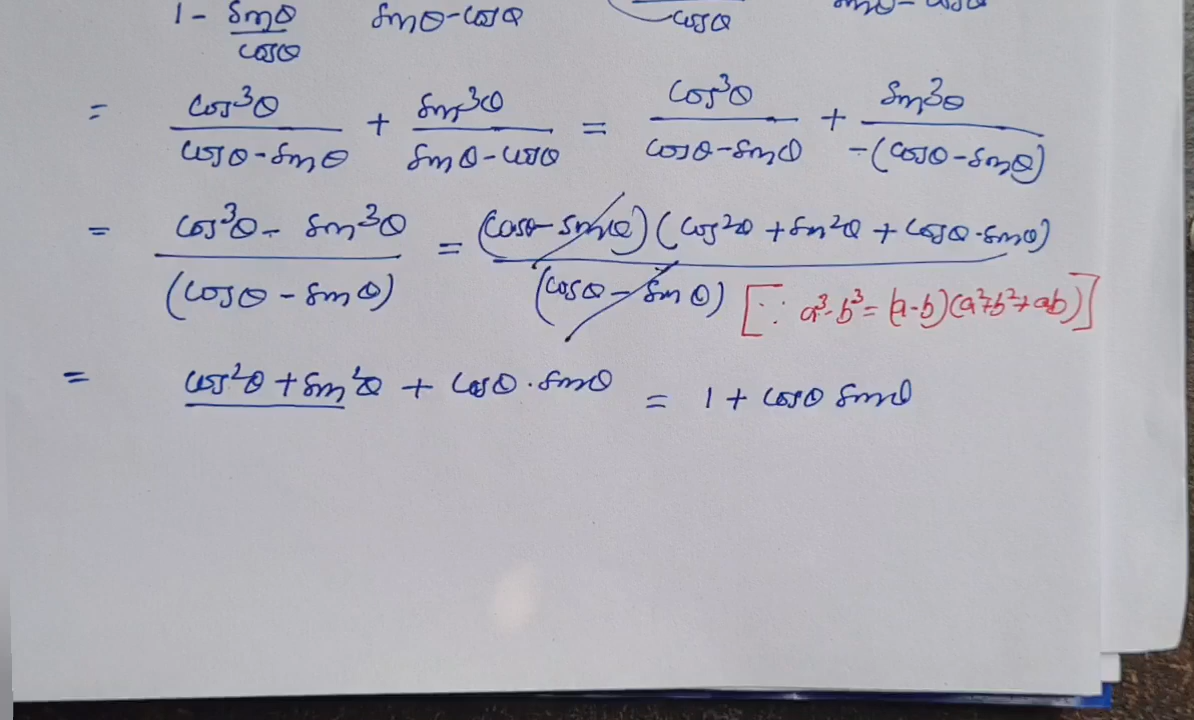 1 - sinθ/cosθ sinθ-cosθ cosθ
= cos³θ/(cosθ-sinθ) + sin³θ/(sinθ-cosθ) = cos³θ/(cosθ-sinθ) + sin³θ/-(cosθ-sinθ)
= cos³θ - sin³θ/(cosθ - sinθ) = (cosθ-sinθ)(cos²θ + sin²θ + cosθ·sinθ)/(cosθ-sinθ) [∵ a³-b³=(a-b)(a²+b²+ab)]
= cos²θ + sin²θ + cosθ·sinθ = 1 + cosθ sinθ